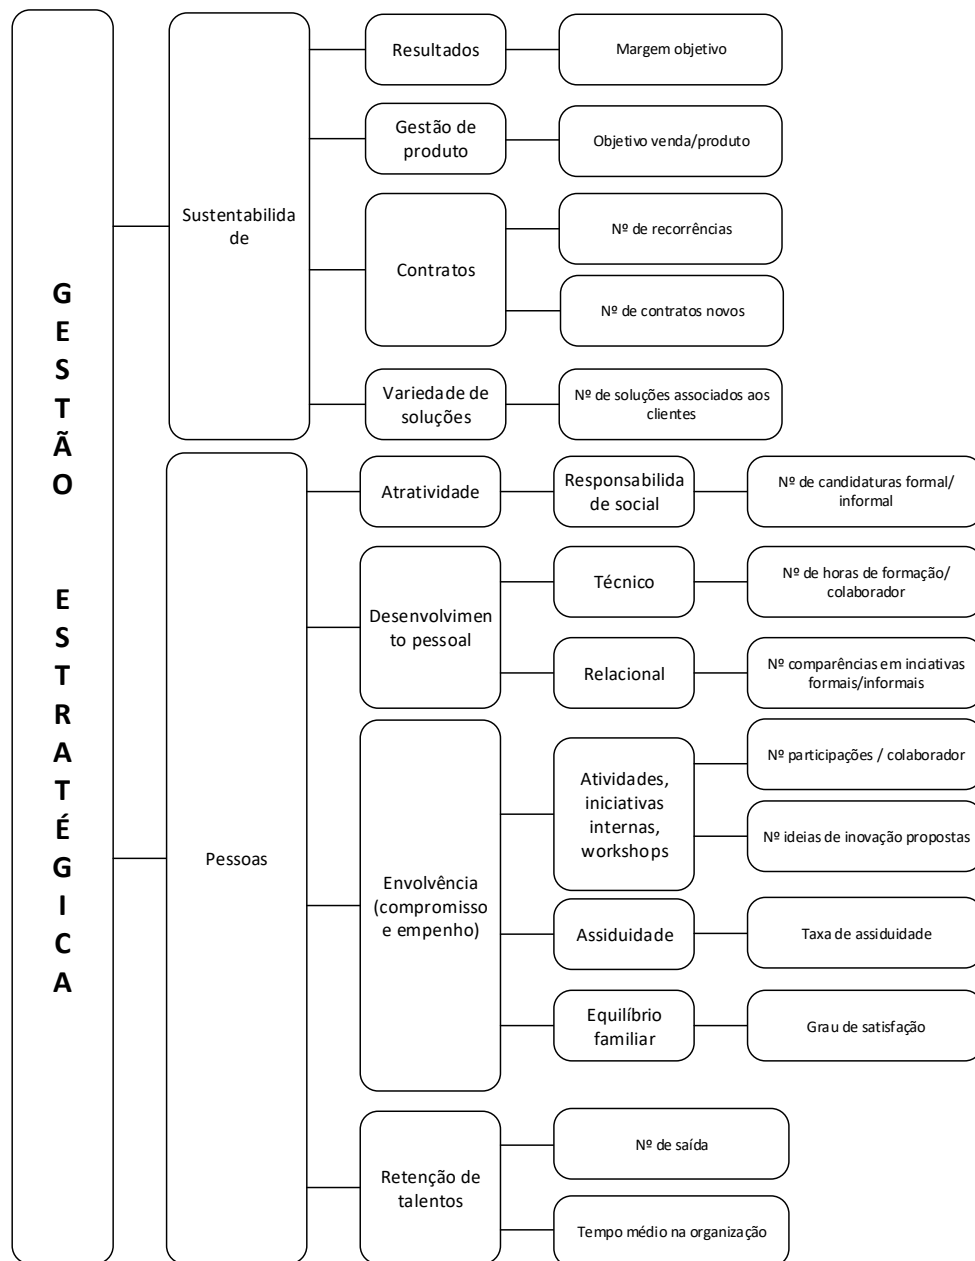 GESTÃO ESTRATÉGICA
Sustentabilida
de
Resultados
Margem objetivo
Gestão de
produto
Objetivo venda/produto
Contratos
Nº de recorrências
Nº de contratos novos
Variedade de
soluções
Nº de soluções associados aos
clientes
Pessoas
Atratividade
Responsabilida
de social
Nº de candidaturas formal/
informal
Desenvolvimen
to pessoal
Técnico
Nº de horas de formação/
colaborador
Relacional
Nº comparências em inciativas
formais/informais
Envolvência
(compromisso
e empenho)
Atividades,
iniciativas
internas,
workshops
Nº participações / colaborador
Nº ideias de inovação propostas
Assiduidade
Taxa de assiduidade
Equilíbrio
familiar
Grau de satisfação
Retenção de
talentos
Nº de saída
Tempo médio na organização